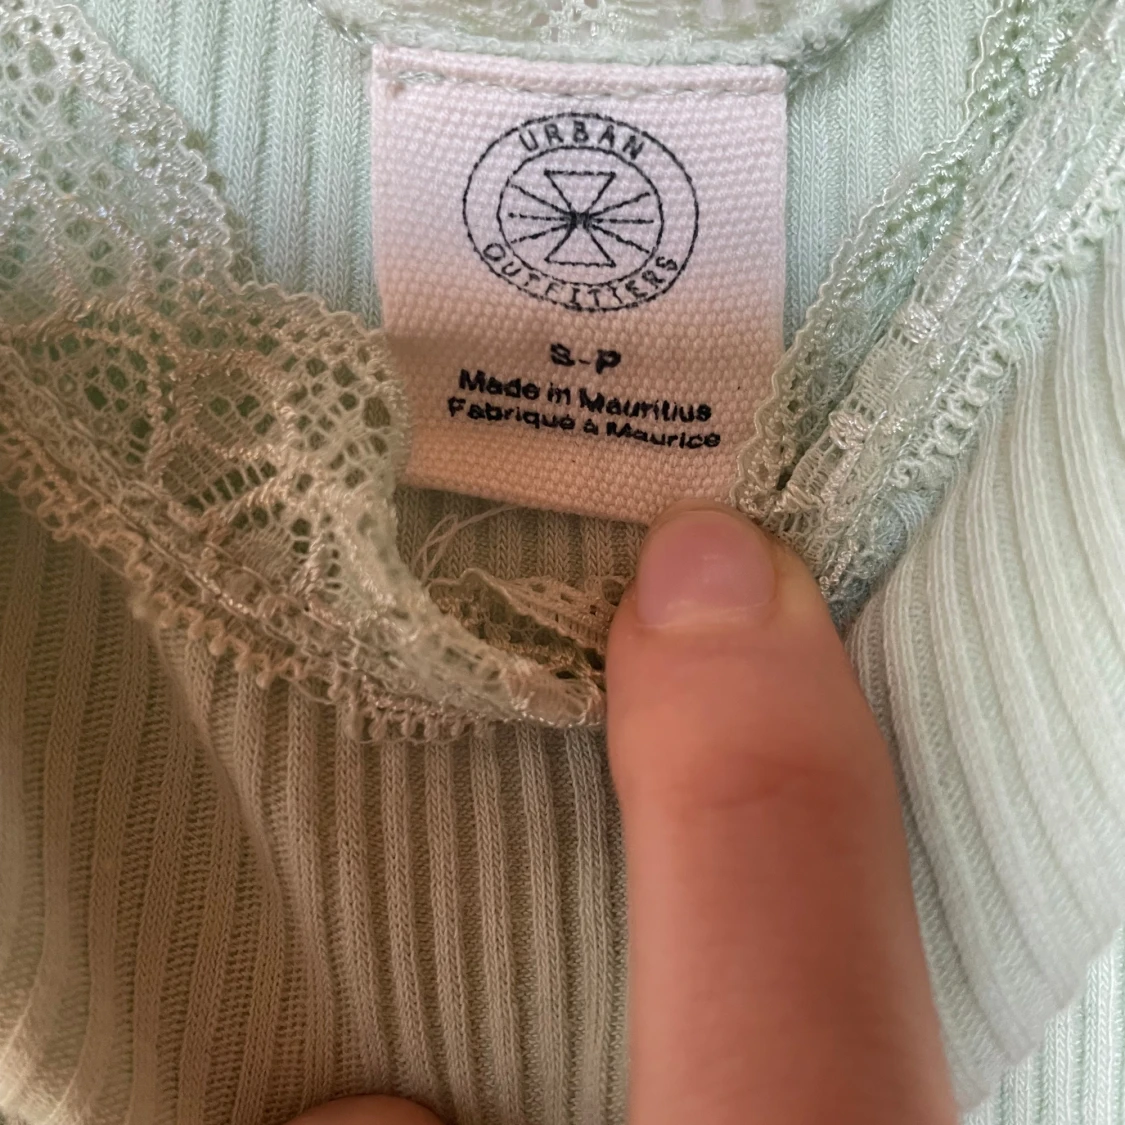 URBAN
OUTFITTERS
S-P
Made in Mauritius
Fabriqué à Maurice